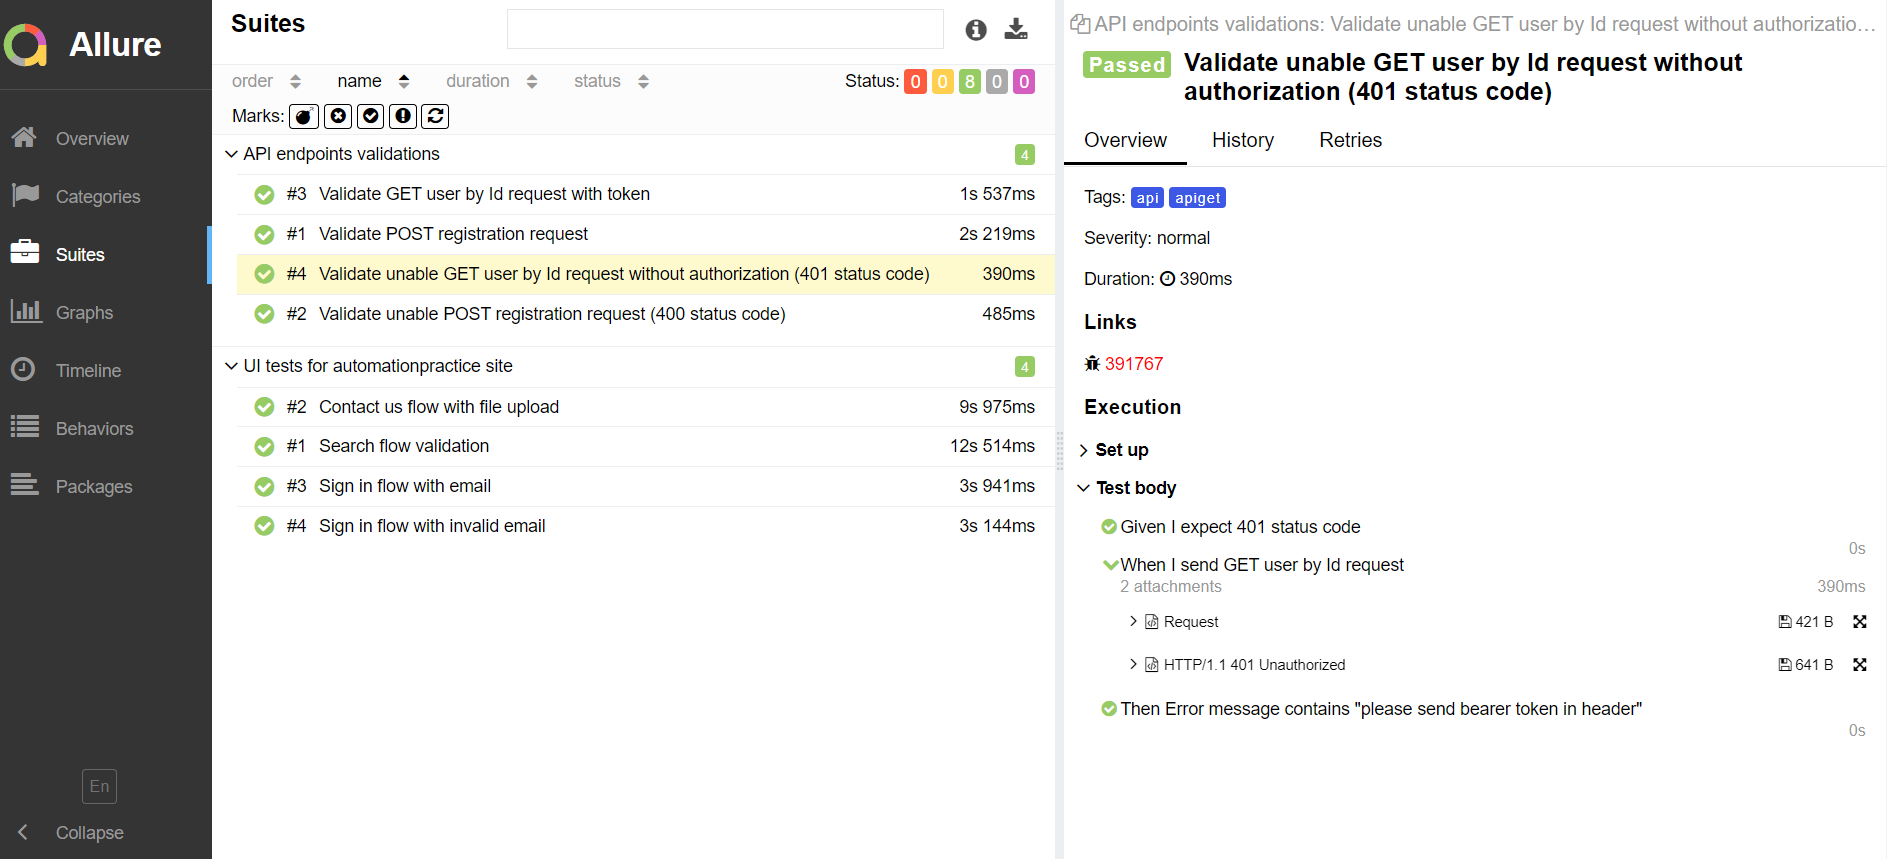 Allure
Overview
Categories
Suites
Graphs
Timeline
Behaviors
Packages
En
Collapse
Suites
order name duration status Status: 0 0 8 0 0
Marks:
API endpoints validations 4
#3 Validate GET user by Id request with token 1s 537ms
#1 Validate POST registration request 2s 219ms
#4 Validate unable GET user by Id request without authorization (401 status code) 390ms
#2 Validate unable POST registration request (400 status code) 485ms
UI tests for automationpractice site 4
#2 Contact us flow with file upload 9s 975ms
#1 Search flow validation 12s 514ms
#3 Sign in flow with email 3s 941ms
#4 Sign in flow with invalid email 3s 144ms
API endpoints validations: Validate unable GET user by Id request without authorizatio…
Passed Validate unable GET user by Id request without
authorization (401 status code)
Overview History Retries
Tags: api apiget
Severity: normal
Duration: 390ms
Links
391767
Execution
Set up
Test body
Given I expect 401 status code
0s
When I send GET user by Id request
2 attachments 390ms
Request 421 B
HTTP/1.1 401 Unauthorized 641 B
Then Error message contains "please send bearer token in header"
0s